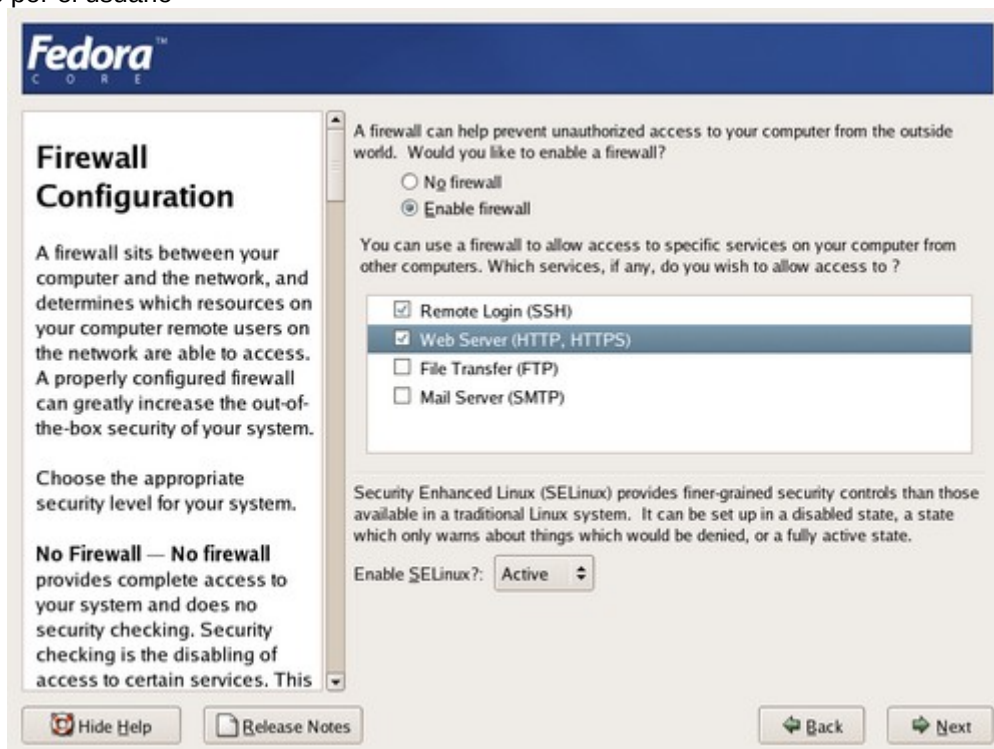 por el usuario
Fedora™
CORE
Firewall
Configuration
A firewall sits between your
computer and the network, and
determines which resources on
your computer remote users on
the network are able to access.
A properly configured firewall
can greatly increase the out-of-
the-box security of your system.
Choose the appropriate
security level for your system.
No Firewall — No firewall
provides complete access to
your system and does no
security checking. Security
checking is the disabling of
access to certain services. This
A firewall can help prevent unauthorized access to your computer from the outside
world. Would you like to enable a firewall?
No firewall
Enable firewall
You can use a firewall to allow access to specific services on your computer from
other computers. Which services, if any, do you wish to allow access to ?
Remote Login (SSH)
Web Server (HTTP, HTTPS)
File Transfer (FTP)
Mail Server (SMTP)
Security Enhanced Linux (SELinux) provides finer-grained security controls than those
available in a traditional Linux system. It can be set up in a disabled state, a state
which only warns about things which would be denied, or a fully active state.
Enable SELinux?: Active
Hide Help
Release Notes
Back
Next